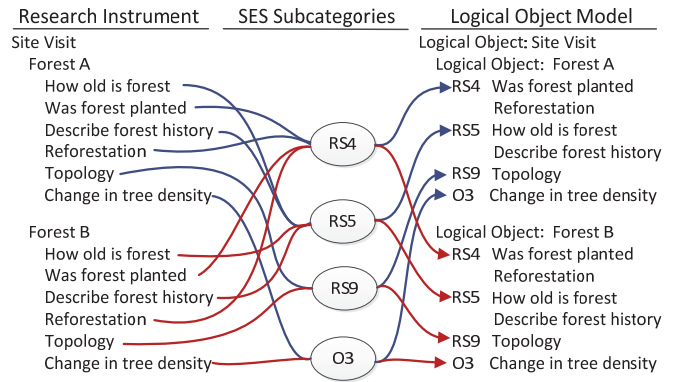 Research Instrument
Site Visit
Forest A
How old is forest
Was forest planted
Describe forest history
Reforestation
Topology
Change in tree density
Forest B
How old is forest
Was forest planted
Describe forest history
Reforestation
Topology
Change in tree density
SES Subcategories
RS4
RS5
RS9
O3
Logical Object Model
Logical Object: Site Visit
Logical Object: Forest A
RS4 Was forest planted
Reforestation
RS5 How old is forest
Describe forest history
RS9 Topology
O3 Change in tree density
Logical Object: Forest B
RS4 Was forest planted
Reforestation
RS5 How old is forest
Describe forest history
RS9 Topology
O3 Change in tree density